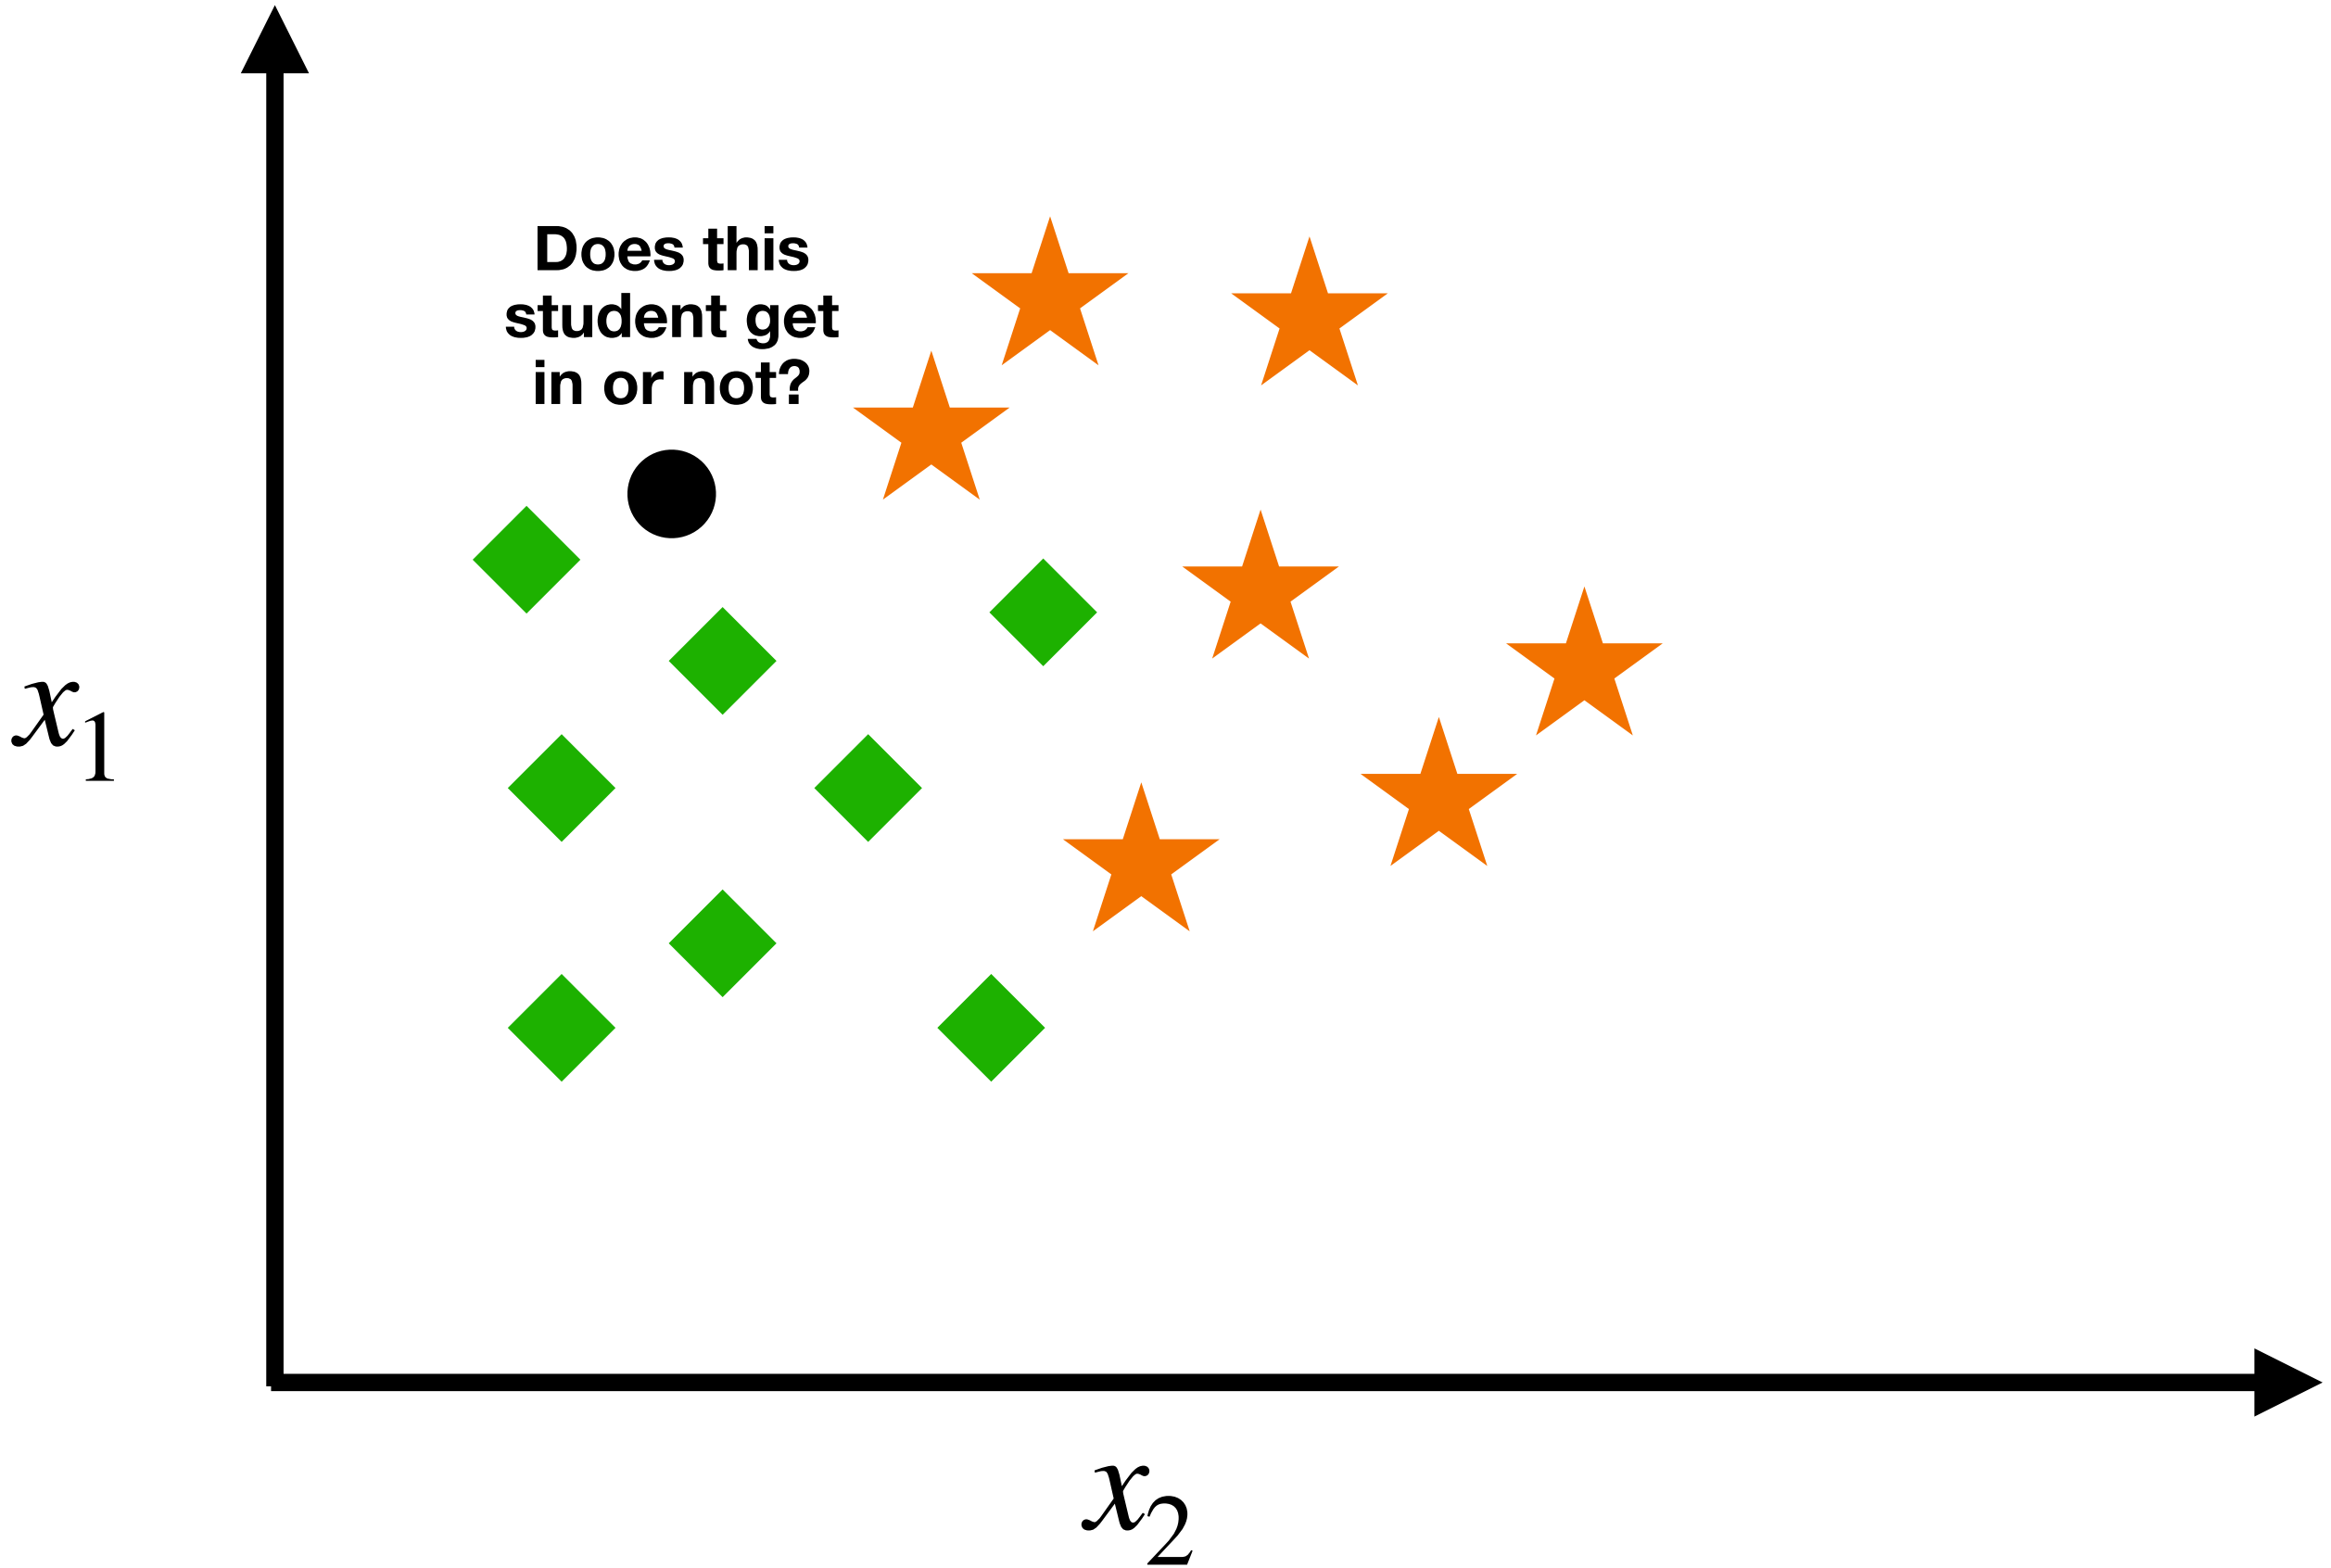 Does this
student get
in or not?
x1
x2